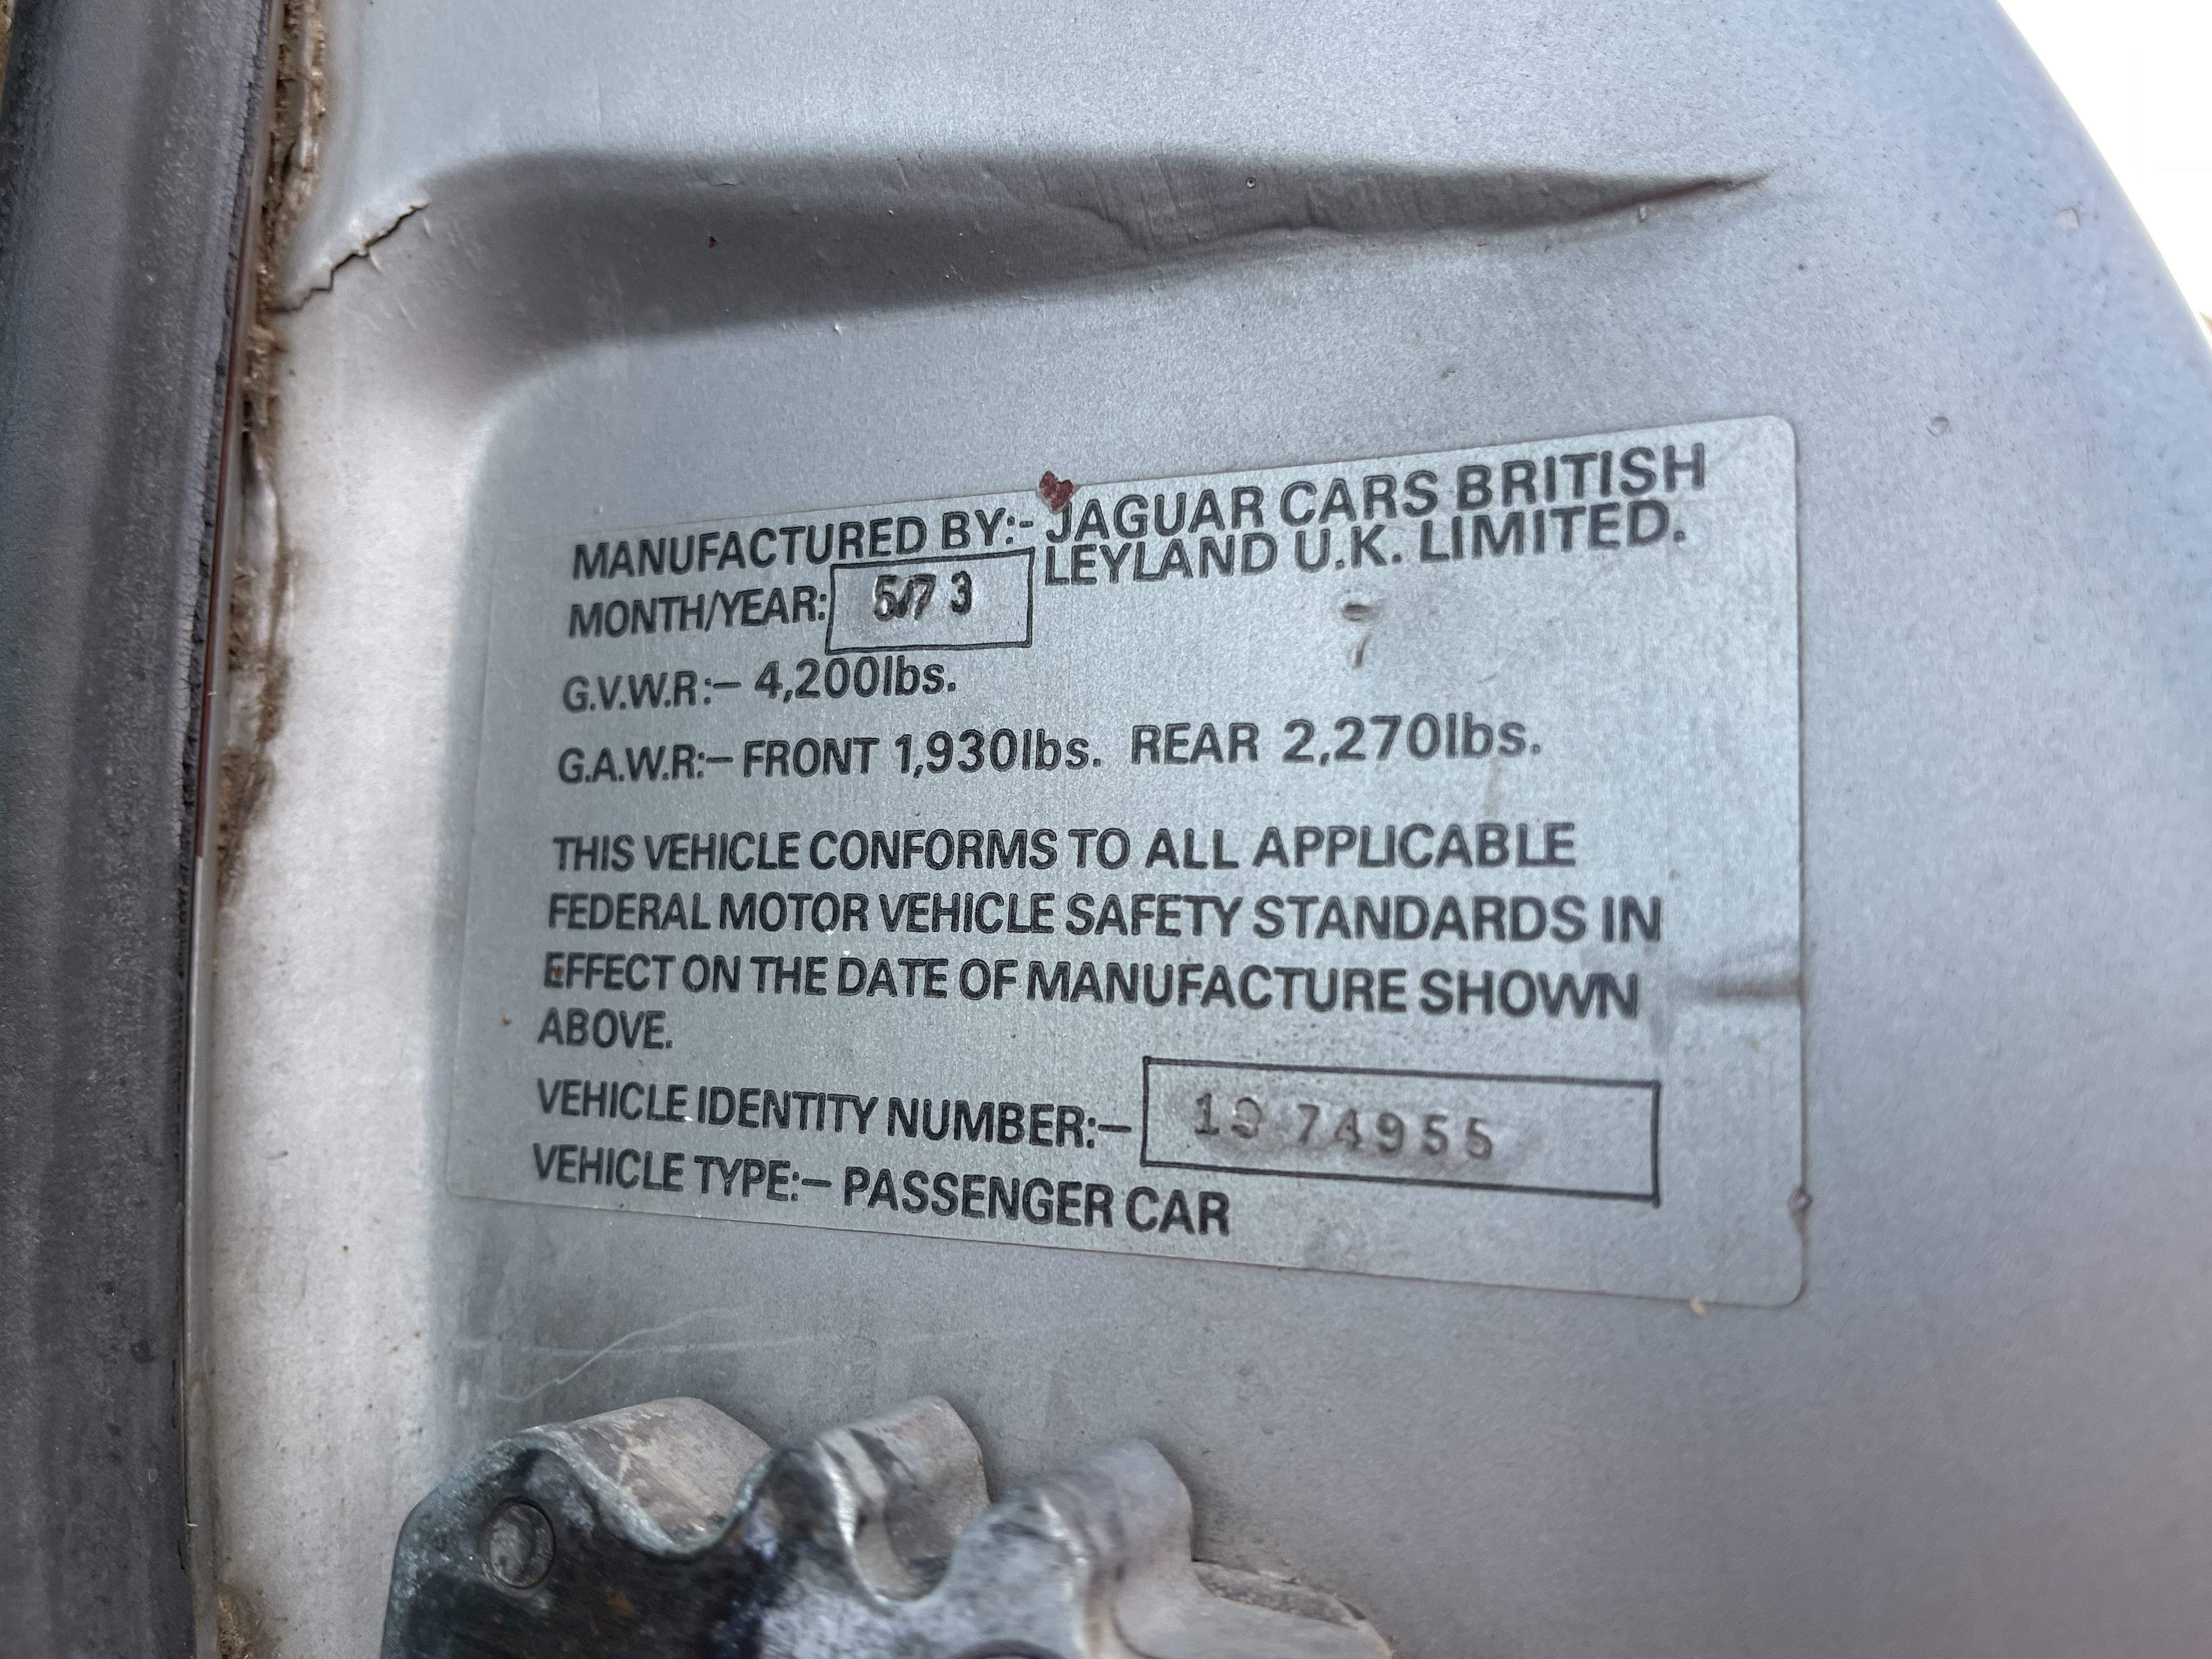 MANUFACTURED BY:- JAGUAR CARS BRITISH
LEYLAND U.K. LIMITED.
MONTH/YEAR: 5/73
G.V.W.R:- 4,200lbs.
G.A.W.R:- FRONT 1,930lbs. REAR 2,270lbs.
THIS VEHICLE CONFORMS TO ALL APPLICABLE
FEDERAL MOTOR VEHICLE SAFETY STANDARDS IN
EFFECT ON THE DATE OF MANUFACTURE SHOWN
ABOVE.
VEHICLE IDENTITY NUMBER:- 
VEHICLE TYPE:- PASSENGER CAR